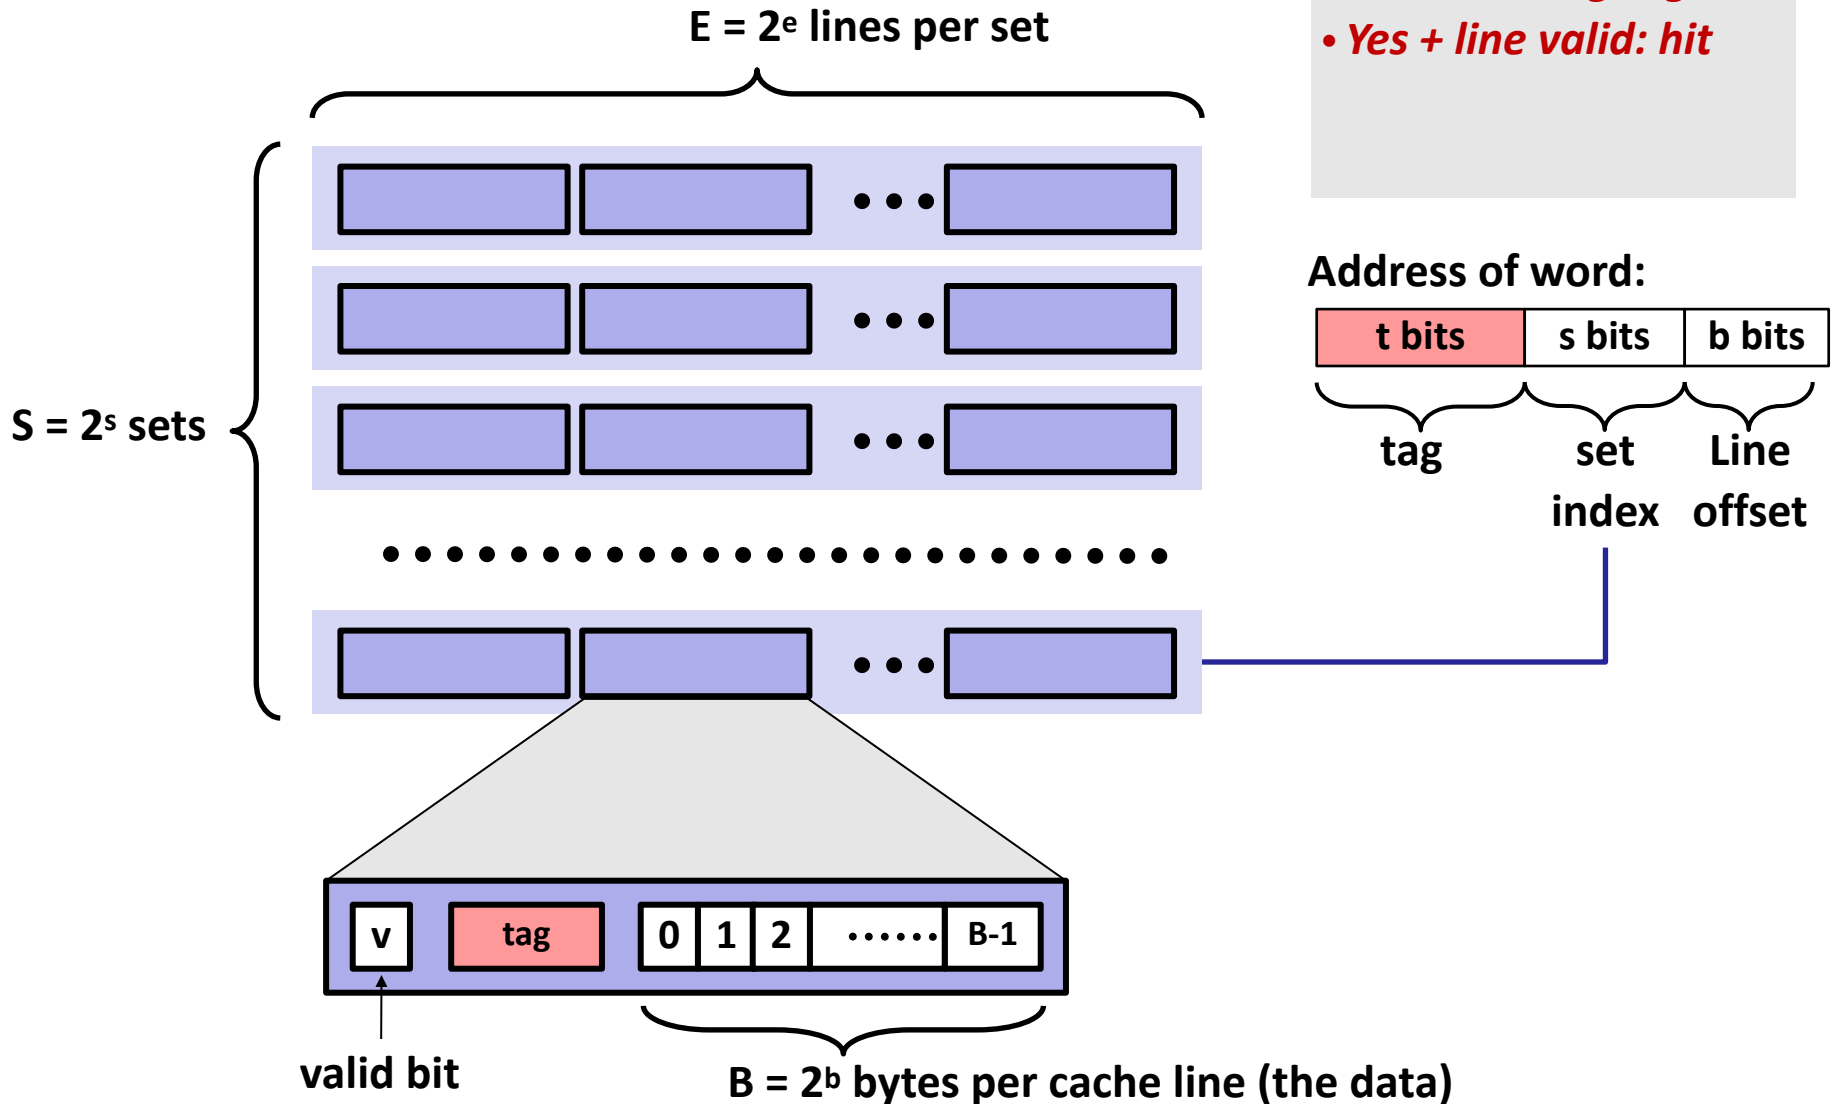 E = 2ᵉ lines per set
• Yes + line valid: hit
Address of word:
t bits s bits b bits
S = 2ˢ sets
tag set Line
index offset
v tag 0 1 2 •••••• B-1
valid bit
B = 2ᵇ bytes per cache line (the data)